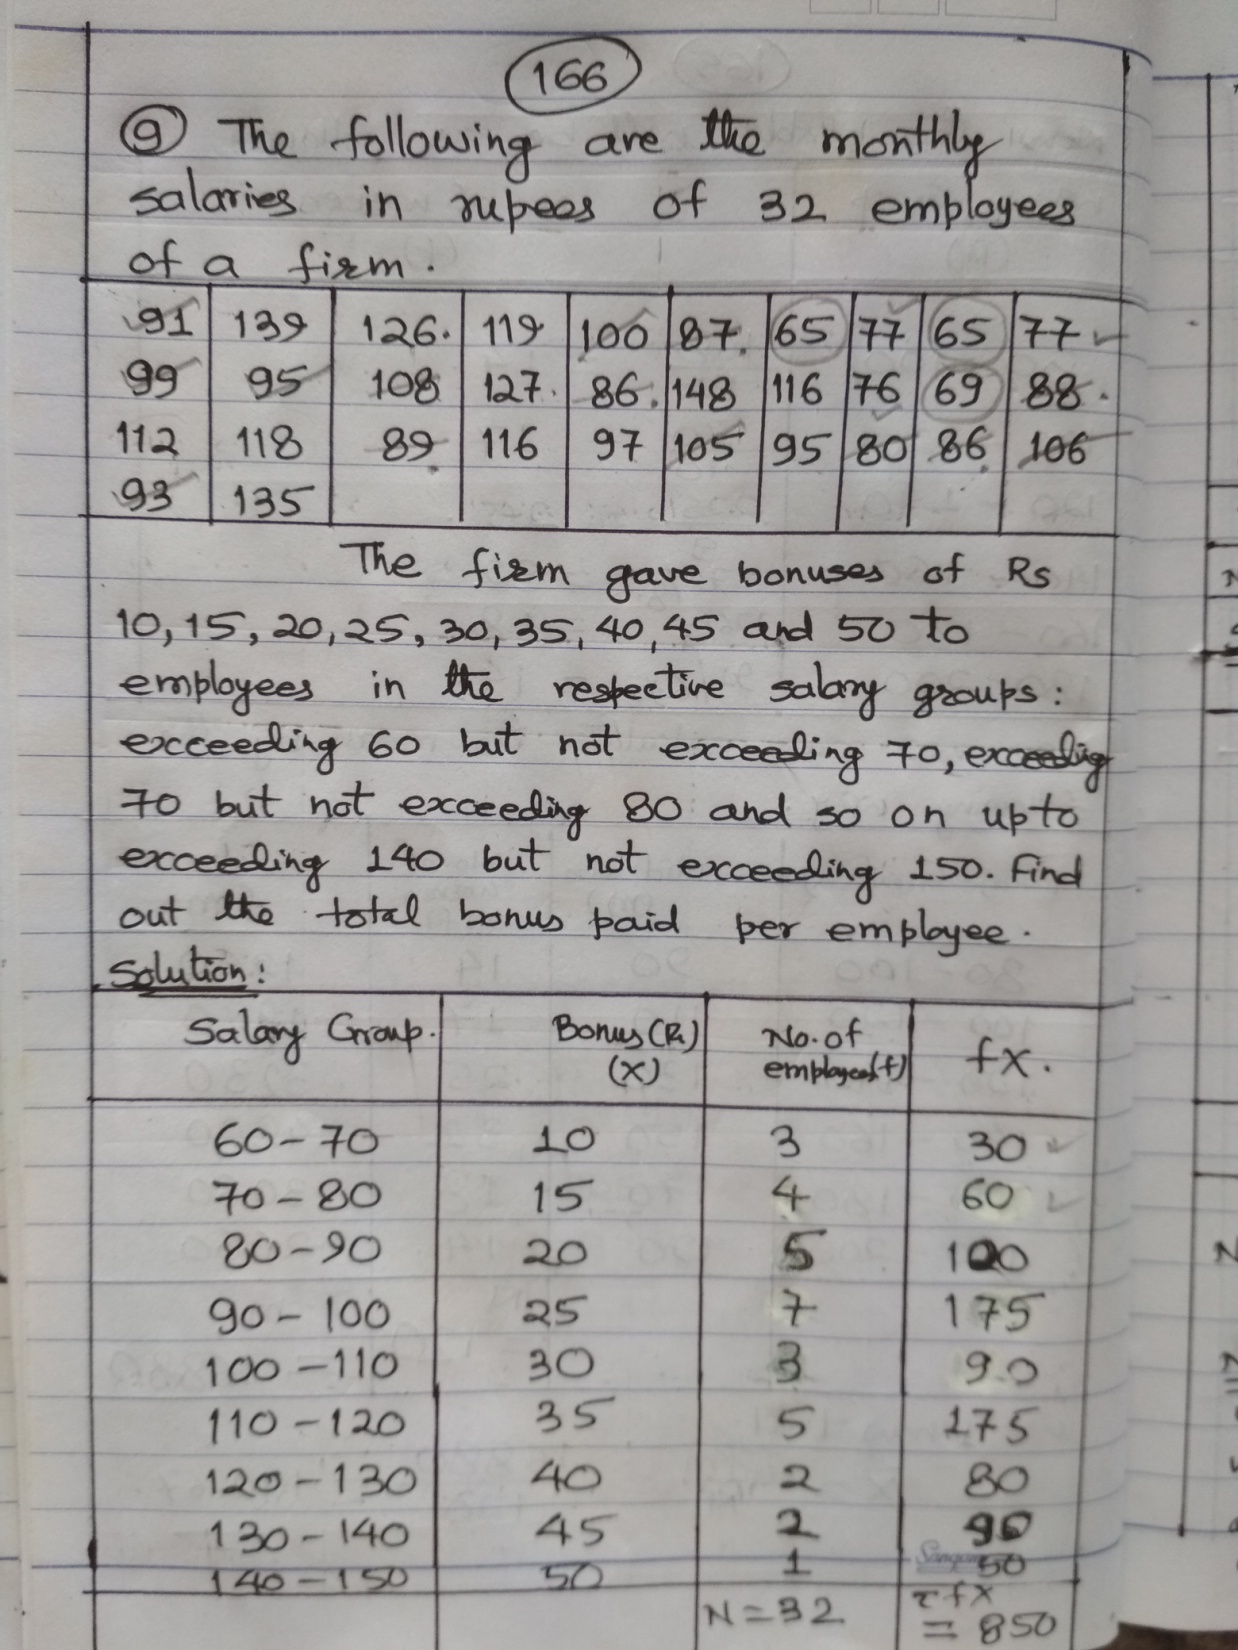 166
9 The following are the monthly
salaries in rupees of 32 employees
of a firm.
91 139 126. 119 100 87. 65 77 65 77
99 95 108 127. 86. 148 116 76 69 88.
112 118 89 116 97 105 95 80 86 106
93 135
The firm gave bonuses of Rs
10, 15, 20, 25, 30, 35, 40, 45 and 50 to
employees in the respective salary groups:
exceeding 60 but not exceeding 70, exceeding
70 but not exceeding 80 and so on upto
exceeding 140 but not exceeding 150. Find
out the total bonus paid per employee.
Solution:
Salary Group. Bonus (Rs) (X) No. of employees (f) fx.
60-70 10 3 30
70-80 15 4 60
80-90 20 5 100
90-100 25 7 175
100-110 30 3 90
110-120 35 5 175
120-130 40 2 80
130-140 45 2 90
140-150 50 1 50
N=32 Σfx
= 850